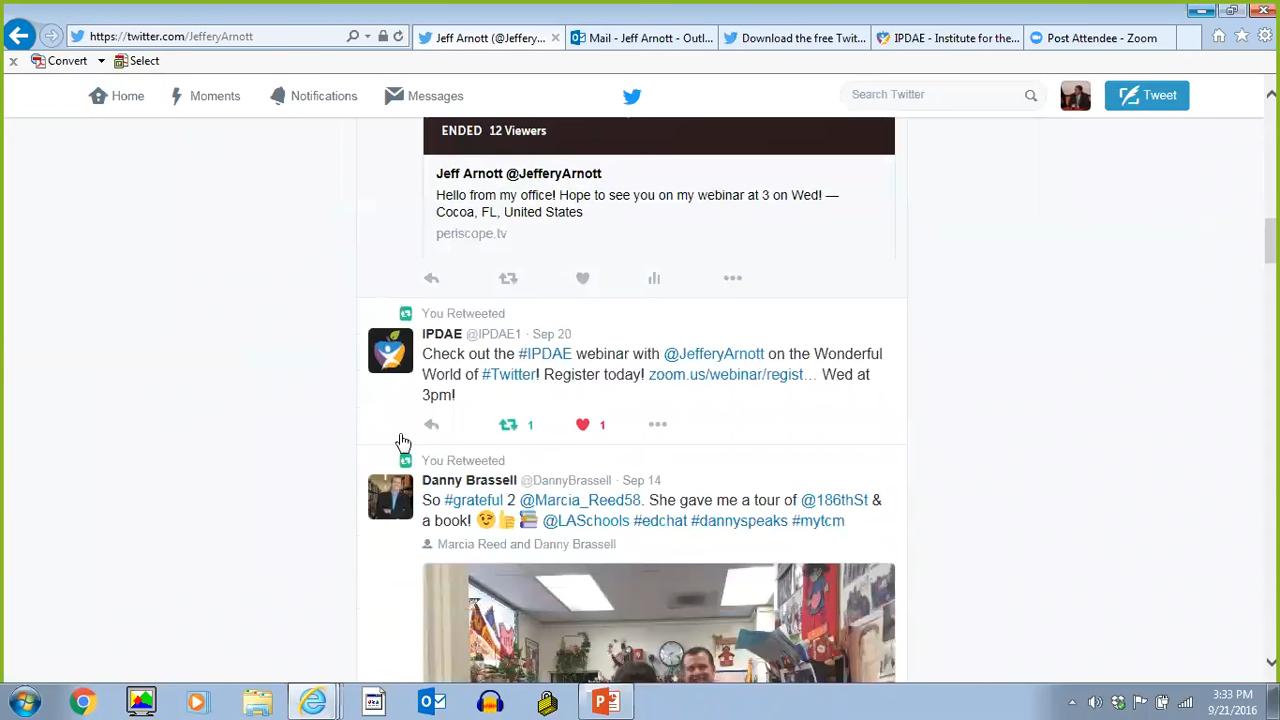 https://twitter.com/JefferyArnott
Jeff Arnott (@Jeffery...
Mail - Jeff Arnott - Outl...
Download the free Twit...
IPDAE - Institute for the...
Post Attendee - Zoom
x Convert Select
Home Moments Notifications Messages Search Twitter Tweet
ENDED 12 Viewers
Jeff Arnott @JefferyArnott
Hello from my office! Hope to see you on my webinar at 3 on Wed! —
Cocoa, FL, United States
periscope.tv
You Retweeted
IPDAE @IPDAE1 · Sep 20
Check out the #IPDAE webinar with @JefferyArnott on the Wonderful
World of #Twitter! Register today! zoom.us/webinar/regist… Wed at
3pm!
1 1
You Retweeted
Danny Brassell @DannyBrassell · Sep 14
So #grateful 2 @Marcia_Reed58. She gave me a tour of @186thSt &
a book! 😉👍📚 @LASchools #edchat #dannyspeaks #mytcm
Marcia Reed and Danny Brassell
3:33 PM
9/21/2016